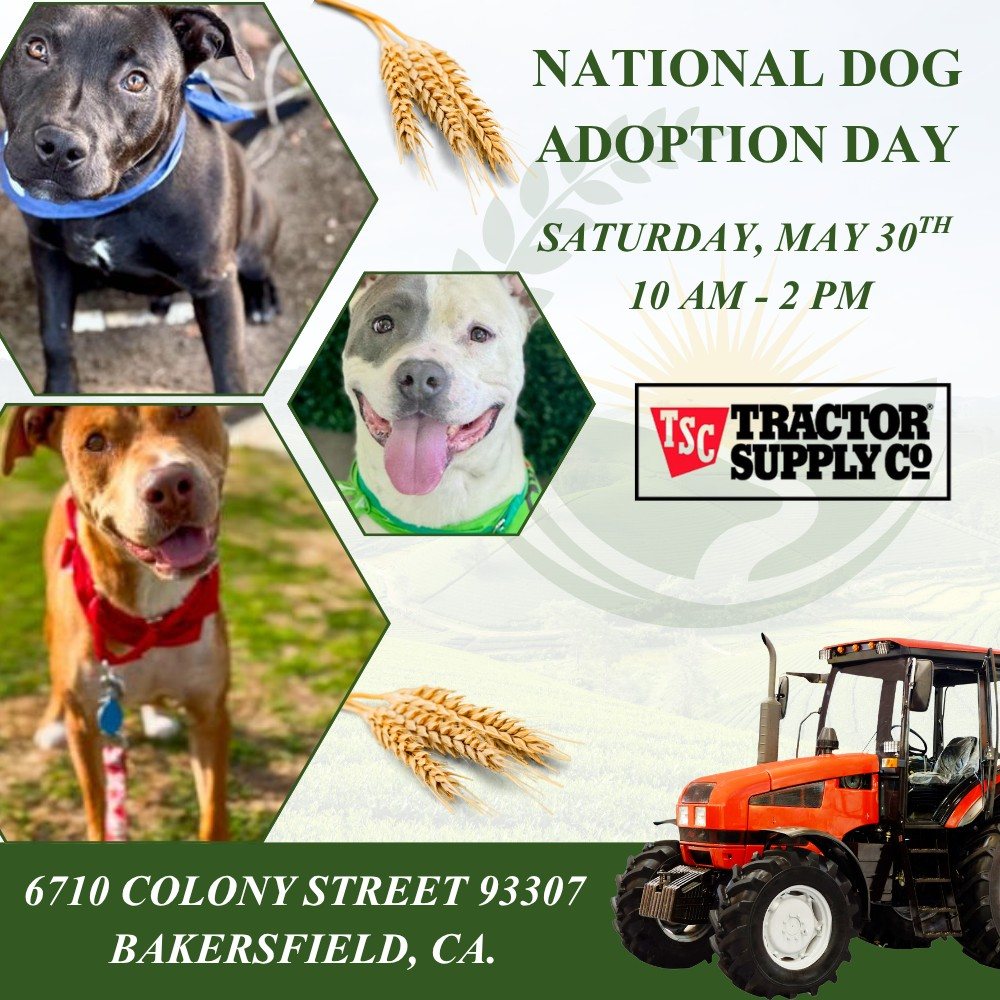 NATIONAL DOG
ADOPTION DAY
SATURDAY, MAY 30TH
10 AM - 2 PM
TSC TRACTOR
SUPPLY CO
6710 COLONY STREET 93307
BAKERSFIELD, CA.